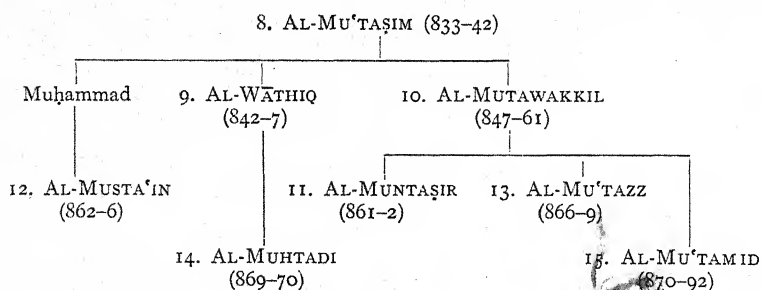 8. AL-MUʿTAṢIM (833–42)
Muḥammad 9. AL-WĀTHIQ 10. AL-MUTAWAKKIL
(842–7) (847–61)
12. AL-MUSTAʿIN 11. AL-MUNTAṢIR 13. AL-MUʿTAZZ
(862–6) (861–2) (866–9)
14. AL-MUHTADI 15. AL-MUʿTAMID
(869–70) (870–92)